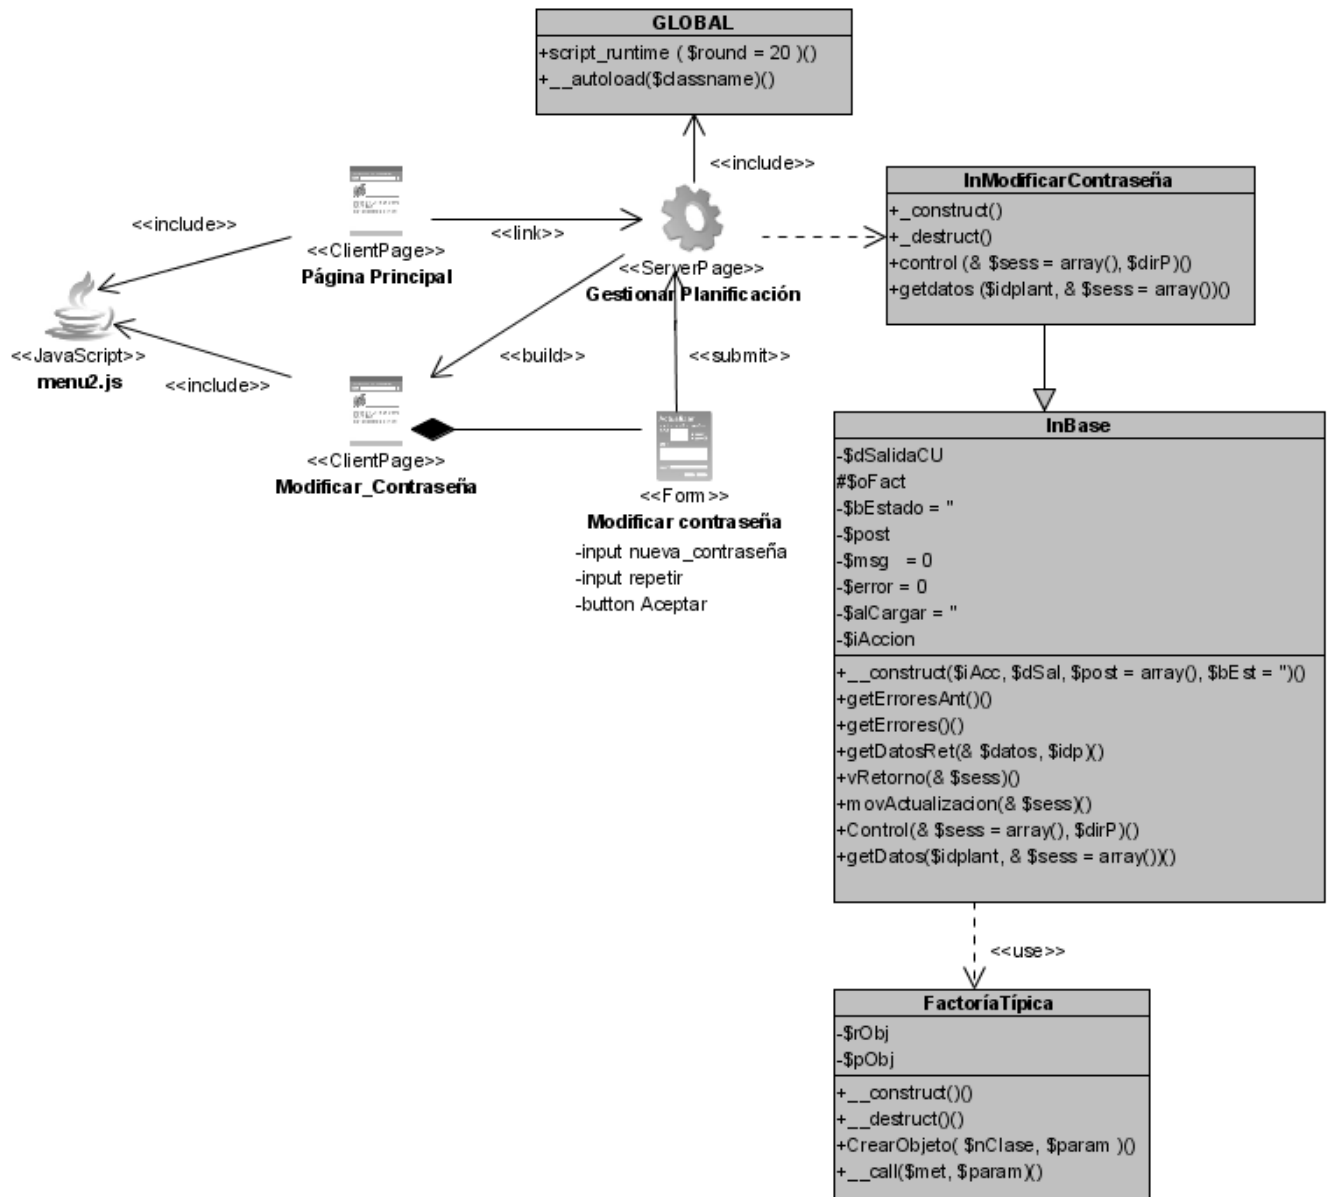 GLOBAL
+script_runtime ( $round = 20 )()
+__autoload($classname)()
<<include>>
InModificarContraseña
+_construct()
+_destruct()
+control (& $sess = array(), $dirP)()
+getdatos ($idplant, & $sess = array())()
<<include>>
<<link>>
<<ClientPage>>
Página Principal
<<ServerPage>>
Gestionar Planificación
<<JavaScript>>
menu2.js
<<include>>
<<build>>
<<submit>>
<<ClientPage>>
Modificar_Contraseña
Actualizar
<<Form>>
Modificar contraseña
-input nueva_contraseña
-input repetir
-button Aceptar
InBase
-$dSalidaCU
#$oFact
-$bEstado = ''
-$post
-$msg = 0
-$error = 0
-$alCargar = ''
-$iAccion
+__construct($iAcc, $dSal, $post = array(), $bEst = '')()
+getErroresAnt()()
+getErrores()()
+getDatosRet(& $datos, $idp)()
+vRetorno(& $sess)()
+movActualizacion(& $sess)()
+Control(& $sess = array(), $dirP)()
+getDatos($idplant, & $sess = array())()
<<use>>
FactoríaTípica
-$rObj
-$pObj
+__construct()()
+__destruct()()
+CrearObjeto( $nClase, $param )()
+__call($met, $param)()